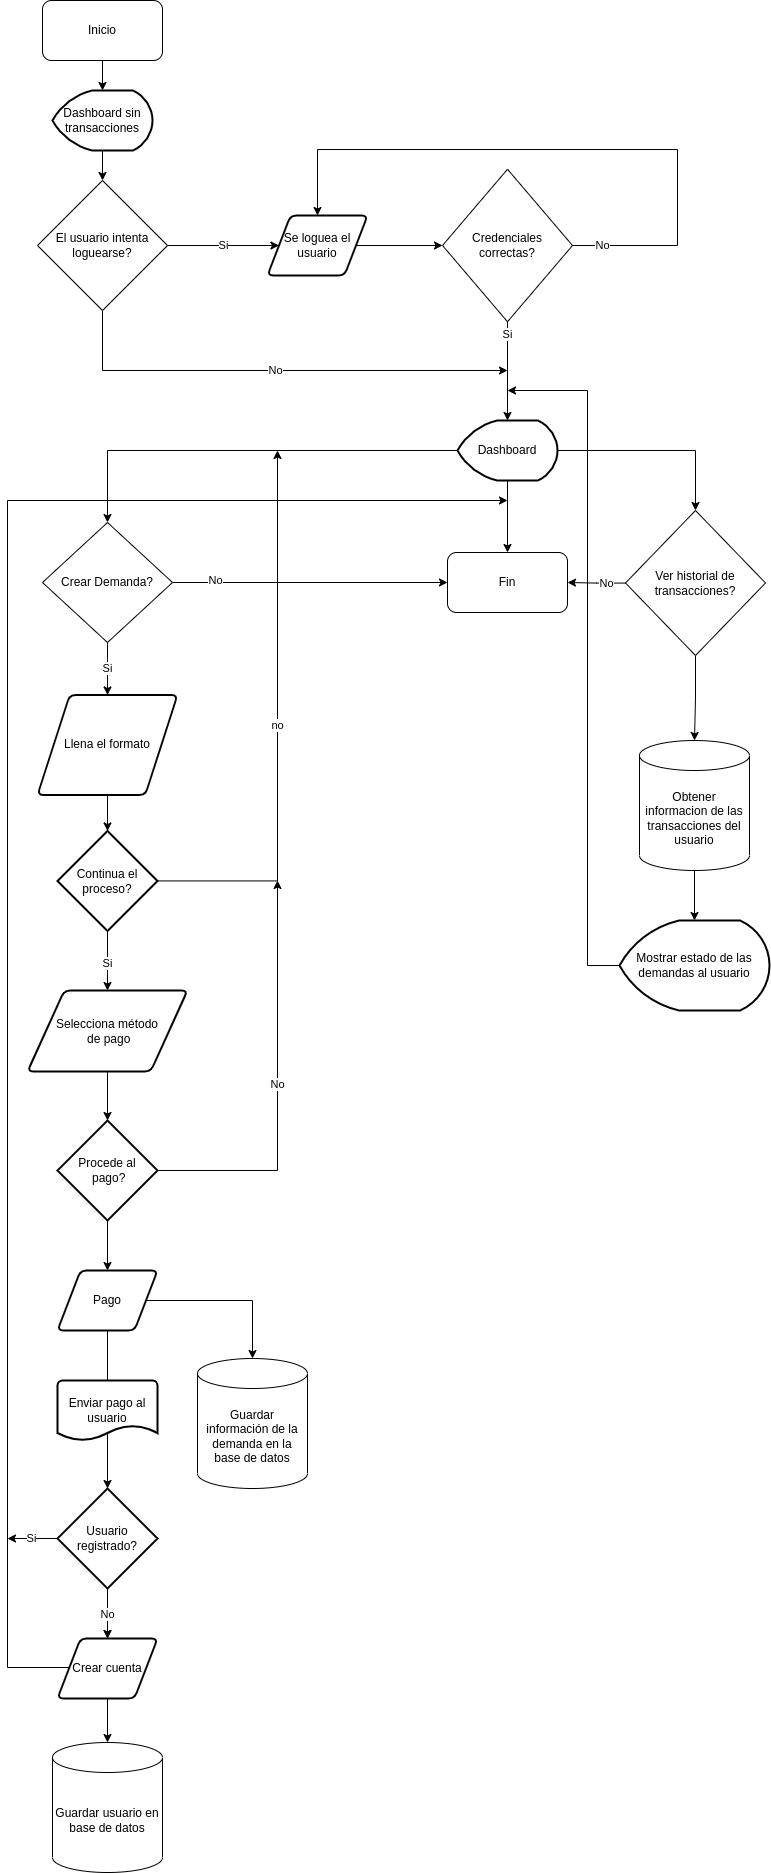 Inicio
Dashboard sin
transacciones
El usuario intenta
loguearse?
Si
Se loguea el
usuario
Credenciales
correctas?
No
Si
No
Dashboard
Crear Demanda?
No
Fin
No
Ver historial de
transacciones?
Si
Llena el formato
no
Obtener
informacion de las
transacciones del
usuario
Continua el
proceso?
Si
Mostrar estado de las
demandas al usuario
Selecciona método
de pago
No
Procede al
pago?
Pago
Enviar pago al
usuario
Guardar
información de la
demanda en la
base de datos
Usuario
registrado?
Si
No
Crear cuenta
Guardar usuario en
base de datos